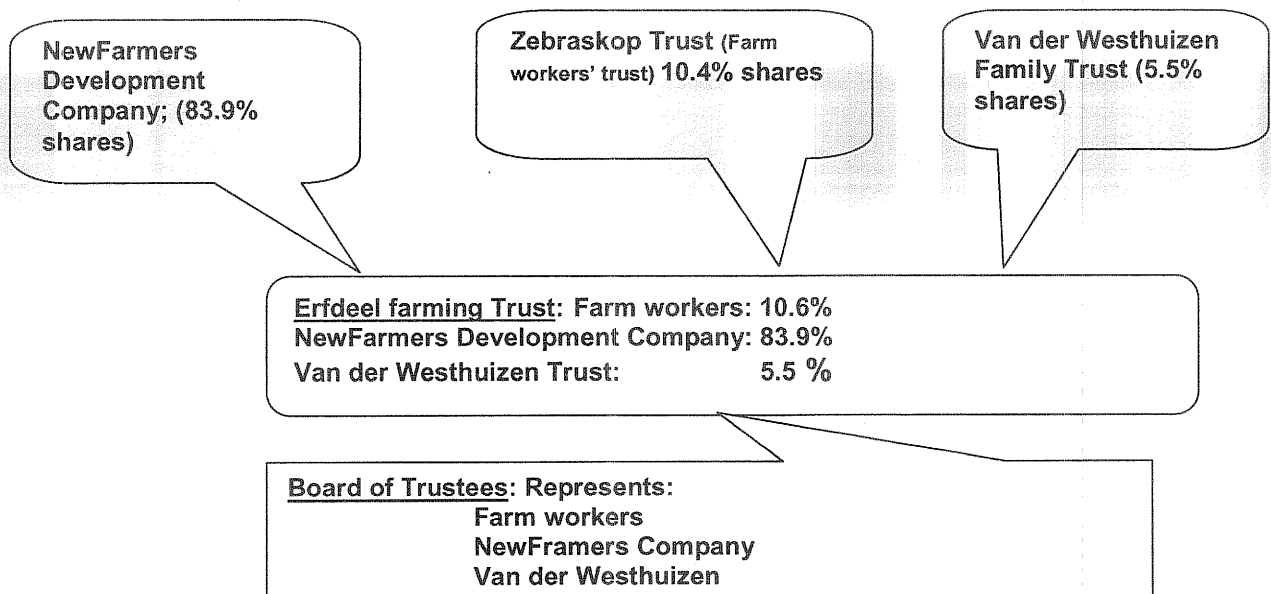 NewFarmers
Development
Company; (83.9%
shares)
Zebraskop Trust (Farm
workers' trust) 10.4% shares
Van der Westhuizen
Family Trust (5.5%
shares)
Erfdeel farming Trust: Farm workers: 10.6%
NewFarmers Development Company: 83.9%
Van der Westhuizen Trust: 5.5 %
Board of Trustees: Represents:
Farm workers
NewFramers Company
Van der Westhuizen